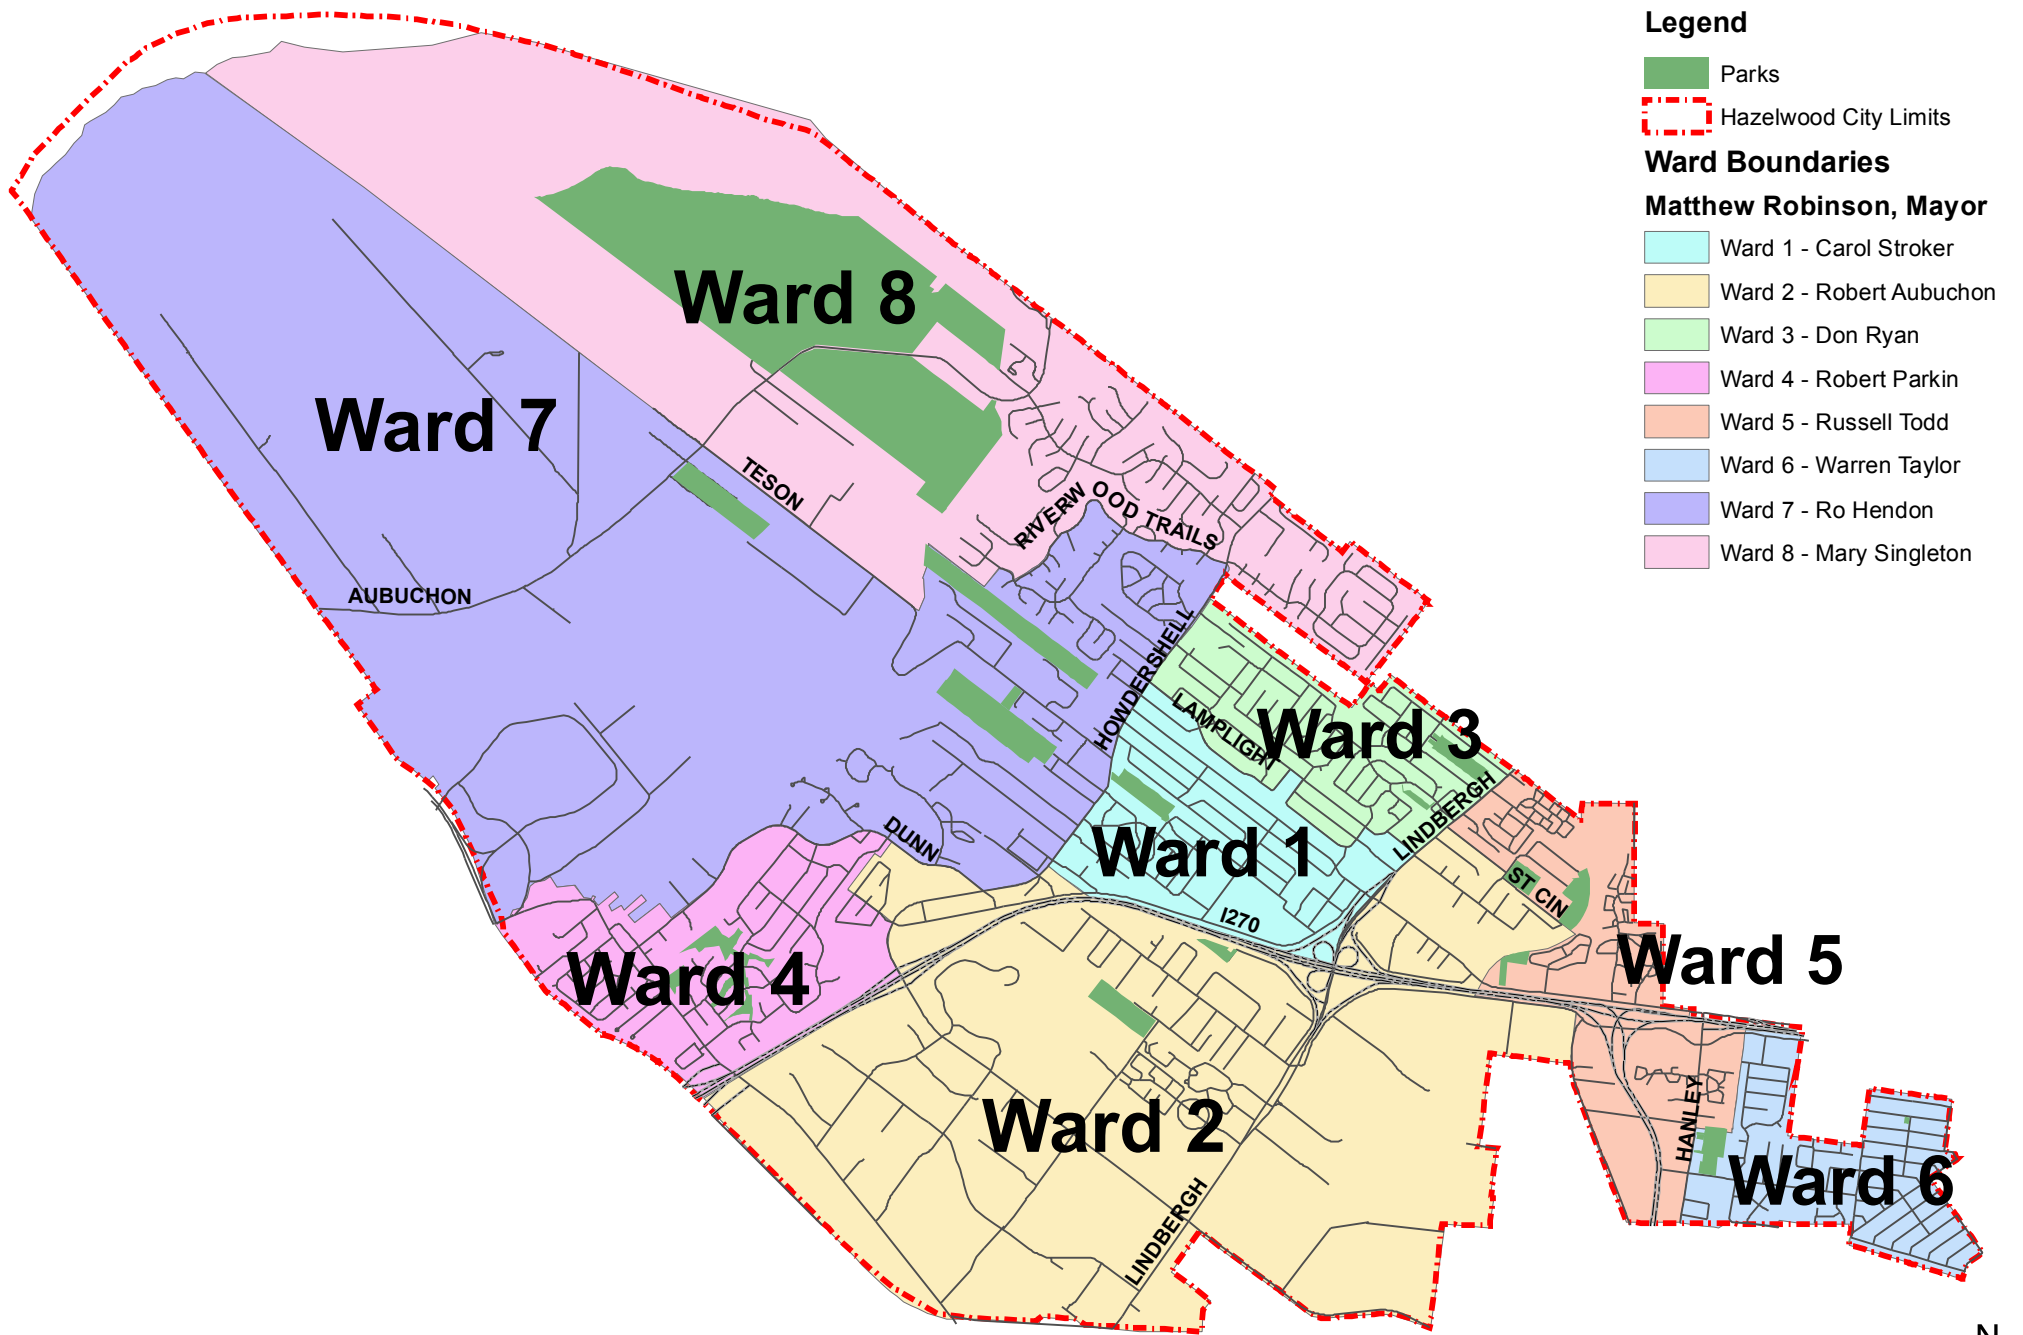 Legend
Parks
Hazelwood City Limits
Ward Boundaries
Matthew Robinson, Mayor
Ward 1 - Carol Stroker
Ward 2 - Robert Aubuchon
Ward 3 - Don Ryan
Ward 4 - Robert Parkin
Ward 5 - Russell Todd
Ward 6 - Warren Taylor
Ward 7 - Ro Hendon
Ward 8 - Mary Singleton
Ward 8
Ward 7
TESON
RIVERWOOD TRAILS
AUBUCHON
HOWDERSHELL
LAMPLIGHT
Ward 3
LINDBERGH
DUNN
Ward 1
ST CIN
I270
Ward 5
Ward 4
Ward 2
HANLEY
Ward 6
LINDBERGH
N